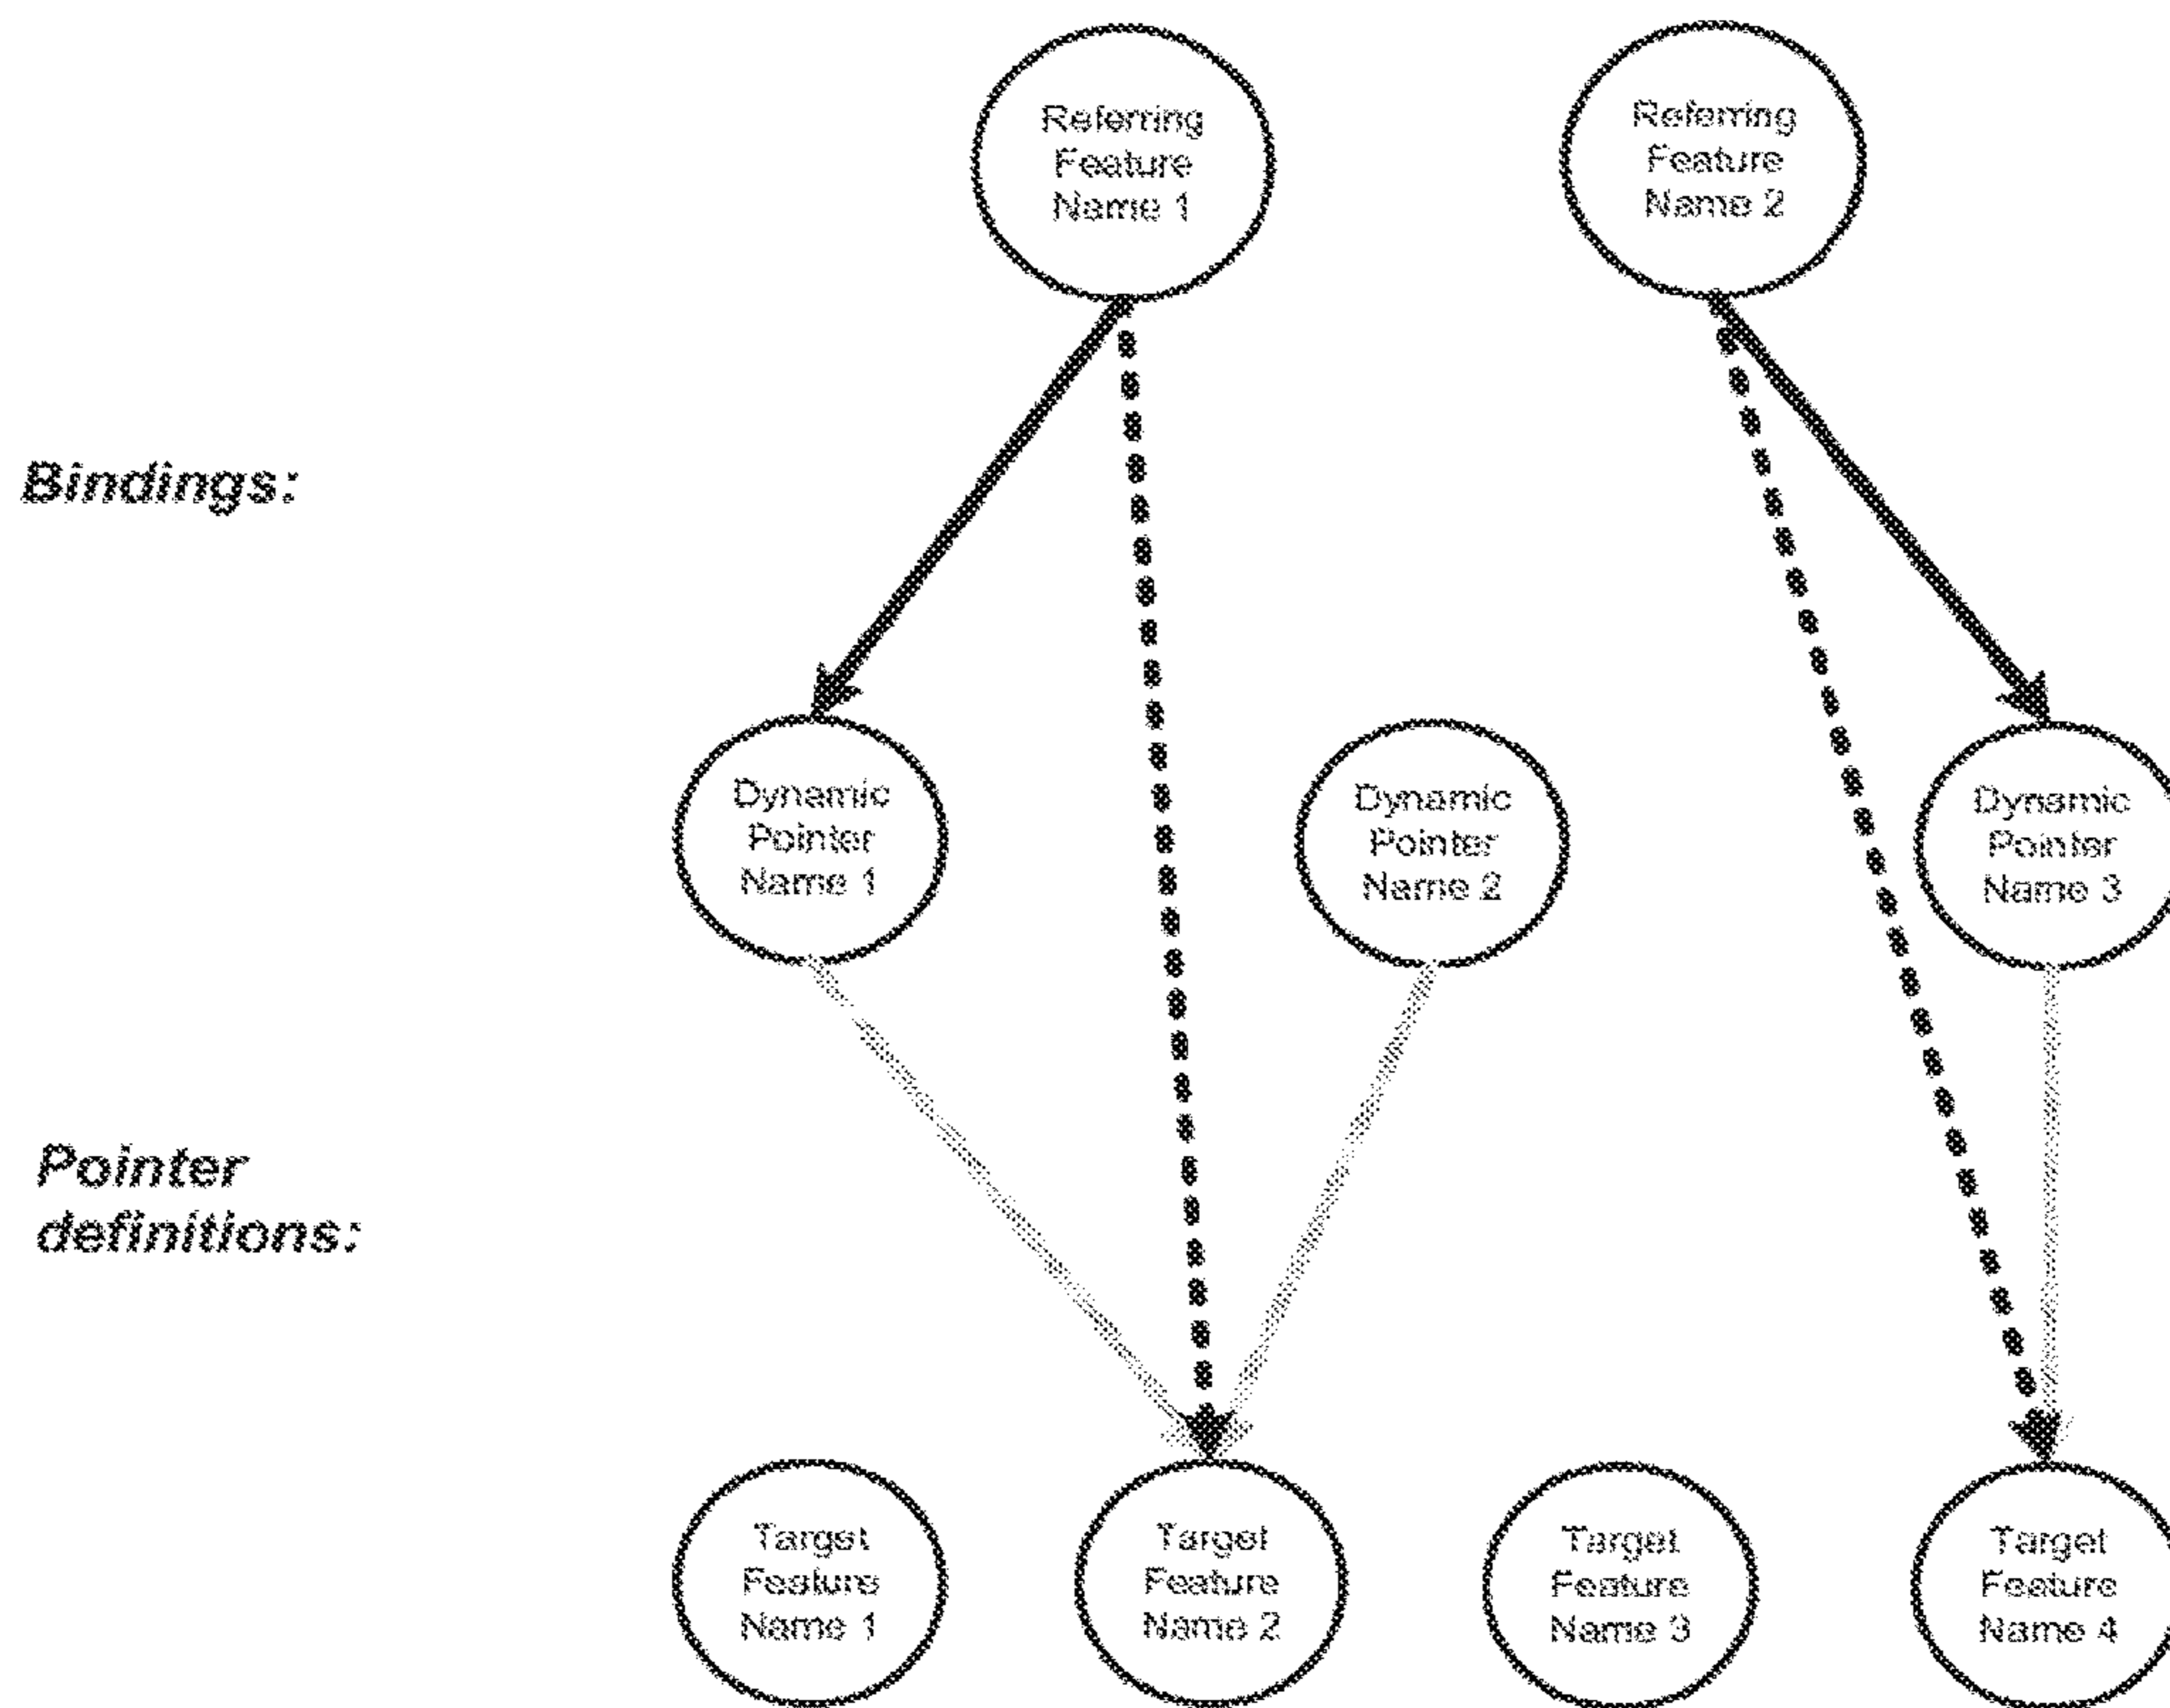 Referring
Feature
Name 1
Referring
Feature
Name 2
Bindings:
Dynamic
Pointer
Name 1
Dynamic
Pointer
Name 2
Dynamic
Pointer
Name 3
Pointer
definitions:
Target
Feature
Name 1
Target
Feature
Name 2
Target
Feature
Name 3
Target
Feature
Name 4